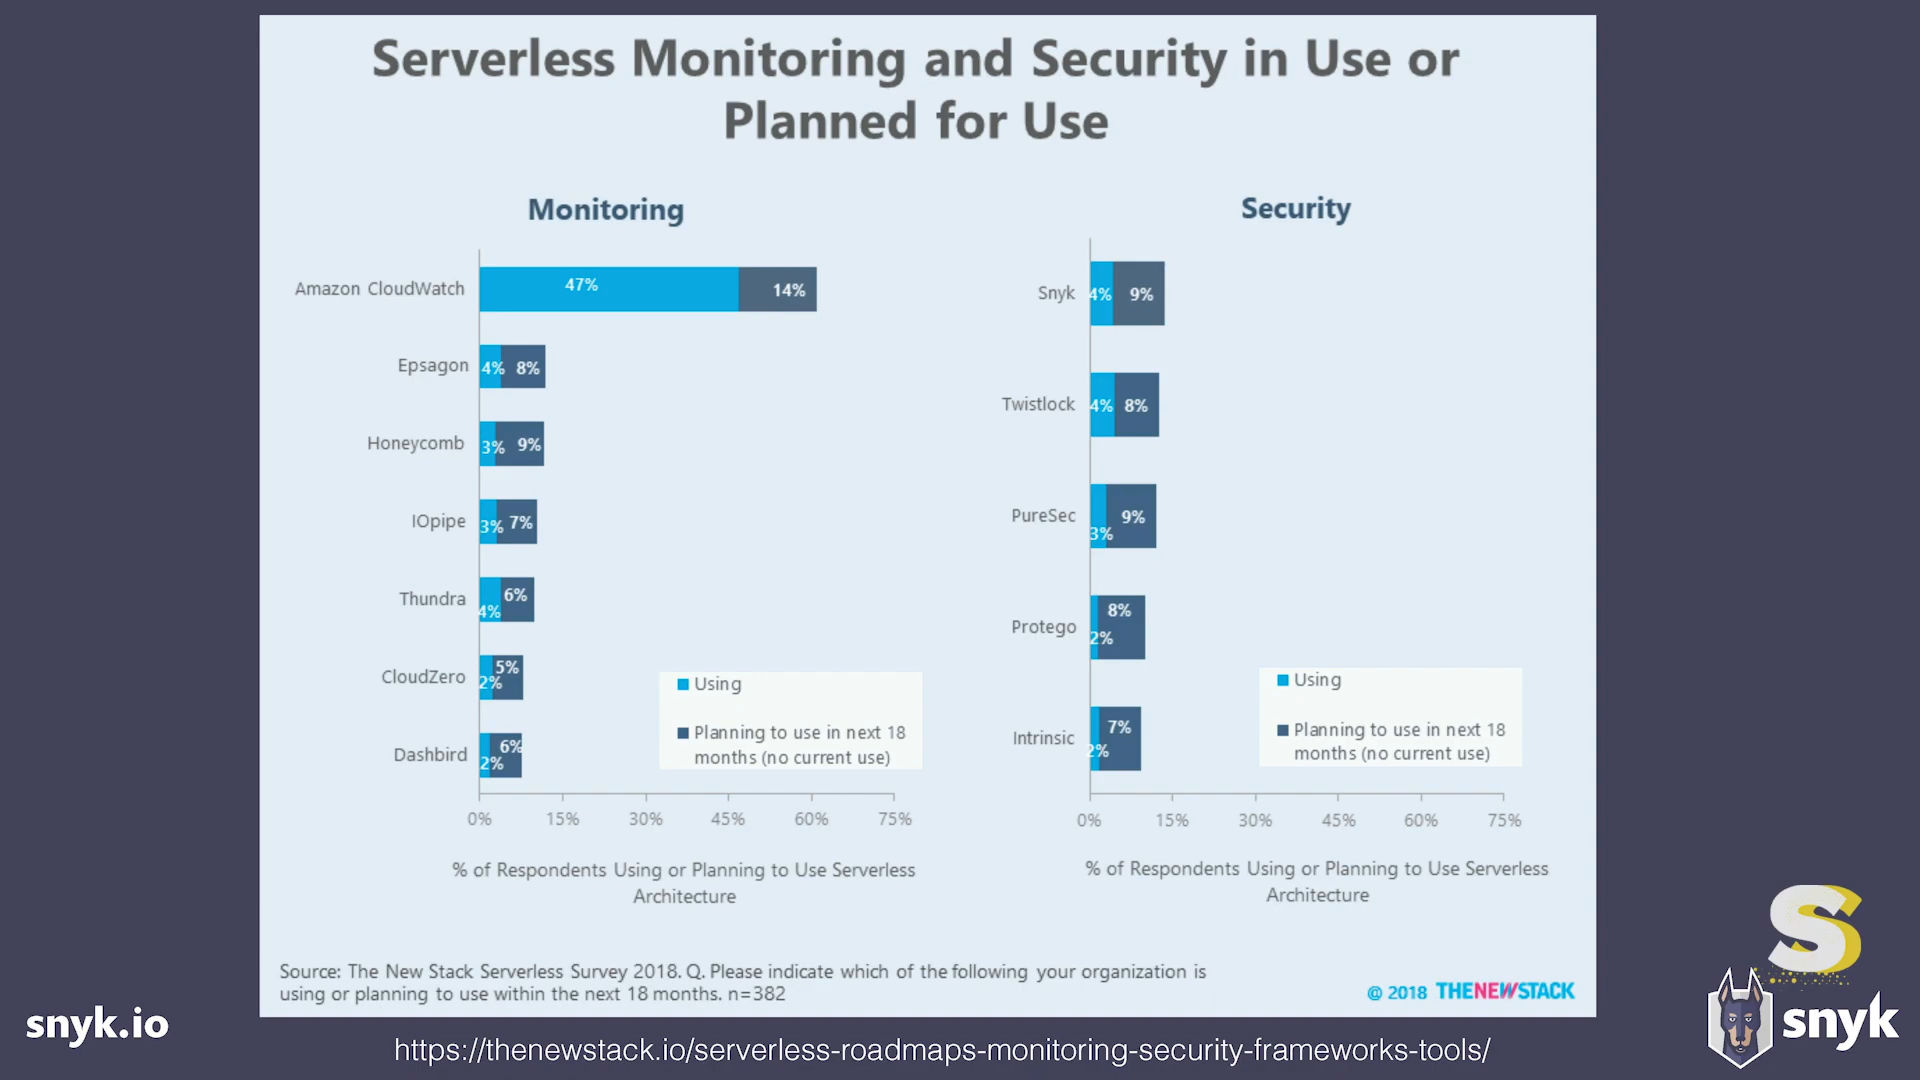 Serverless Monitoring and Security in Use or
Planned for Use
Monitoring
Amazon CloudWatch 47% 14%
Epsagon 4% 8%
Honeycomb 3% 9%
IOpipe 3% 7%
Thundra 4% 6%
CloudZero 2% 5%
Dashbird 2% 6%
Using
Planning to use in next 18
months (no current use)
0% 15% 30% 45% 60% 75%
% of Respondents Using or Planning to Use Serverless
Architecture
Security
Snyk 4% 9%
Twistlock 4% 8%
PureSec 3% 9%
Protego 2% 8%
Intrinsic 2% 7%
Using
Planning to use in next 18
months (no current use)
0% 15% 30% 45% 60% 75%
% of Respondents Using or Planning to Use Serverless
Architecture
Source: The New Stack Serverless Survey 2018. Q. Please indicate which of the following your organization is
using or planning to use within the next 18 months. n=382
@ 2018 THENEWSTACK
S
snyk.io
https://thenewstack.io/serverless-roadmaps-monitoring-security-frameworks-tools/
snyk